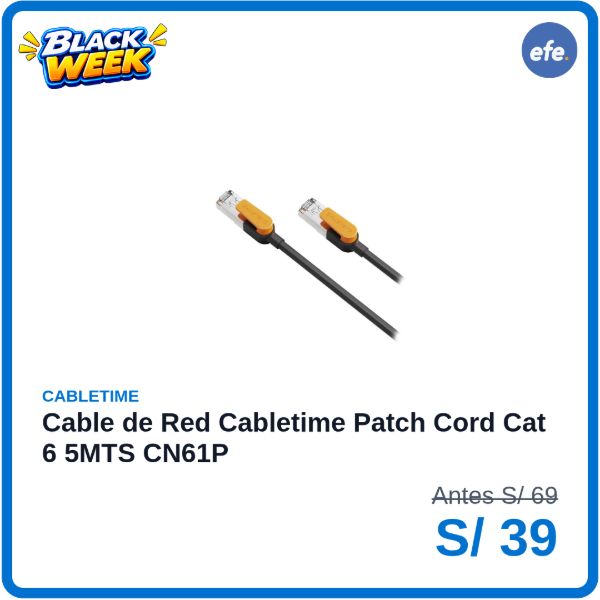 BLACK
WEEK
efe.
CABLETIME
Cable de Red Cabletime Patch Cord Cat
6 5MTS CN61P
Antes S/ 69
S/ 39